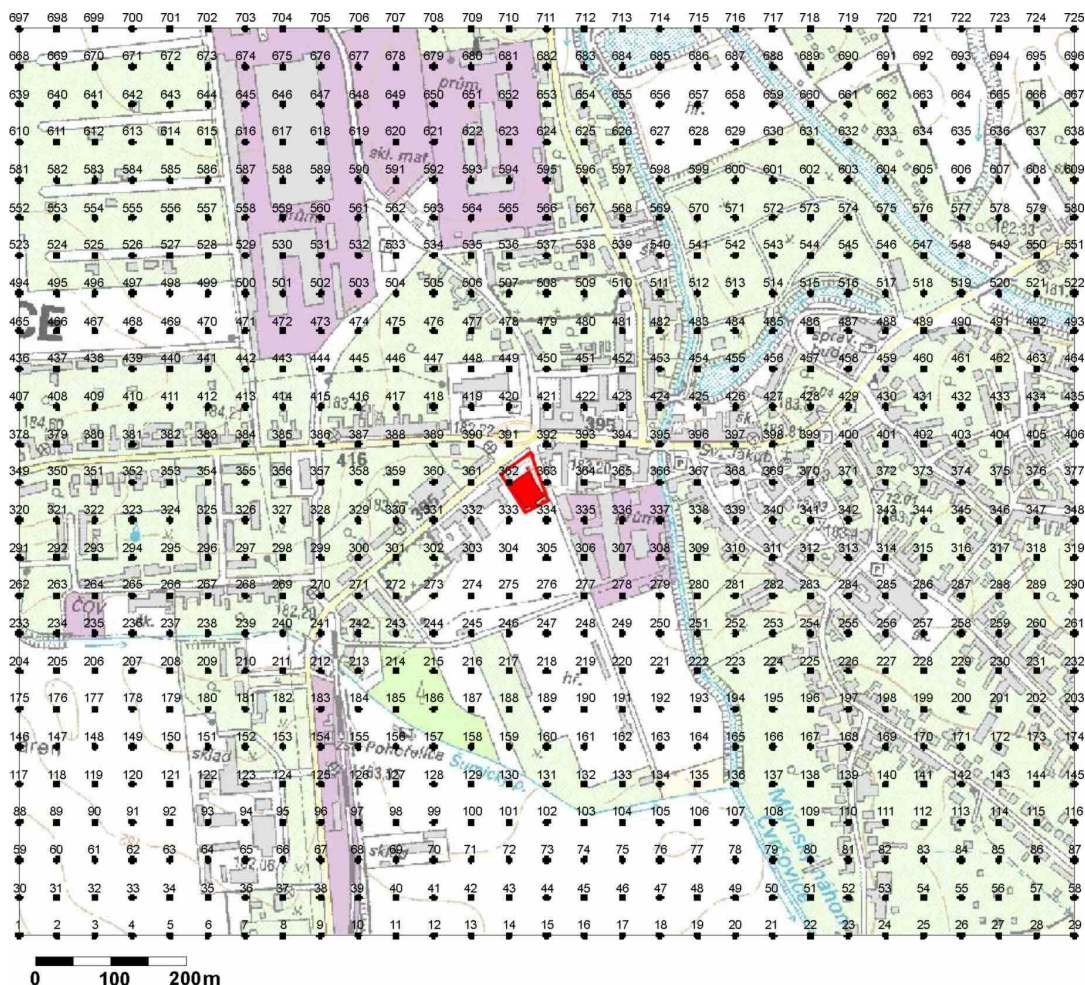 697 698 699 700 701 702 703 704 705 706 707 708 709 710 711 712 713 714 715 716 717 718 719 720 721 722 723 724 725
668 669 670 671 672 673 674 675 676 677 678 679 680 681 682 683 684 685 686 687 688 689 690 691 692 693 694 695 696
prům
639 640 641 642 643 644 645 646 647 648 649 650 651 652 653 654 655 656 657 658 659 660 661 662 663 664 665 666 667
hř.
610 611 612 613 614 615 616 617 618 619 620 621 622 623 624 625 626 627 628 629 630 631 632 633 634 635 636 637 638
skl. mat
581 582 583 584 585 586 587 588 589 590 591 592 593 594 595 596 597 598 599 600 601 602 603 604 605 606 607 608 609
552 553 554 555 556 557 558 559 560 561 562 563 564 565 566 567 568 569 570 571 572 573 574 575 576 577 578 579 580
prům
182.33
523 524 525 526 527 528 529 530 531 532 533 534 535 536 537 538 539 540 541 542 543 544 545 546 547 548 549 550 551
494 495 496 497 498 499 500 501 502 503 504 505 506 507 508 509 510 511 512 513 514 515 516 517 518 519 520 521 522
CE
465 466 467 468 469 470 471 472 473 474 475 476 477 478 479 480 481 482 483 484 485 486 487 488 489 490 491 492 493
správ.
436 437 438 439 440 441 442 443 444 445 446 447 448 449 450 451 452 453 454 455 456 457 458 459 460 461 462 463 464
407 408 409 410 411 412 413 414 415 416 417 418 419 420 421 422 423 424 425 426 427 428 429 430 431 432 433 434 435
184.60 395 šk.
378 379 380 381 382 383 384 385 386 387 388 389 390 391 392 393 394 395 396 397 398 399 400 401 402 403 404 405 406
416 Sv. Jakub
349 350 351 352 353 354 355 356 357 358 359 360 361 362 363 364 365 366 367 368 369 370 371 372 373 374 375 376 377
320 321 322 323 324 325 326 327 328 329 330 331 332 333 334 335 336 337 338 339 340 341 342 343 344 345 346 347 348
prům
291 292 293 294 295 296 297 298 299 300 301 302 303 304 305 306 307 308 309 310 311 312 313 314 315 316 317 318 319
262 263 264 265 266 267 268 269 270 271 272 273 274 275 276 277 278 279 280 281 282 283 284 285 286 287 288 289 290
ČOV šk. 182.20
233 234 235 236 237 238 239 240 241 242 243 244 245 246 247 248 249 250 251 252 253 254 255 256 257 258 259 260 261
204 205 206 207 208 209 210 211 212 213 214 215 216 217 218 219 220 221 222 223 224 225 226 227 228 229 230 231 232
hř.
175 176 177 178 179 180 181 182 183 184 185 186 187 188 189 190 191 192 193 194 195 196 197 198 199 200 201 202 203
146 147 148 149 150 151 152 153 154 155 156 157 158 159 160 161 162 163 164 165 166 167 168 169 170 171 172 173 174
sklad Pohořelice
117 118 119 120 121 122 123 124 125 126 127 128 129 130 131 132 133 134 135 136 137 138 139 140 141 142 143 144 145
88 89 90 91 92 93 94 95 96 97 98 99 100 101 102 103 104 105 106 107 108 109 110 111 112 113 114 115 116
59 60 61 62 63 64 65 66 67 68 69 70 71 72 73 74 75 76 77 78 79 80 81 82 83 84 85 86 87
182.06
30 31 32 33 34 35 36 37 38 39 40 41 42 43 44 45 46 47 48 49 50 51 52 53 54 55 56 57 58
1 2 3 4 5 6 7 8 9 10 11 12 13 14 15 16 17 18 19 20 21 22 23 24 25 26 27 28 29
0 100 200m